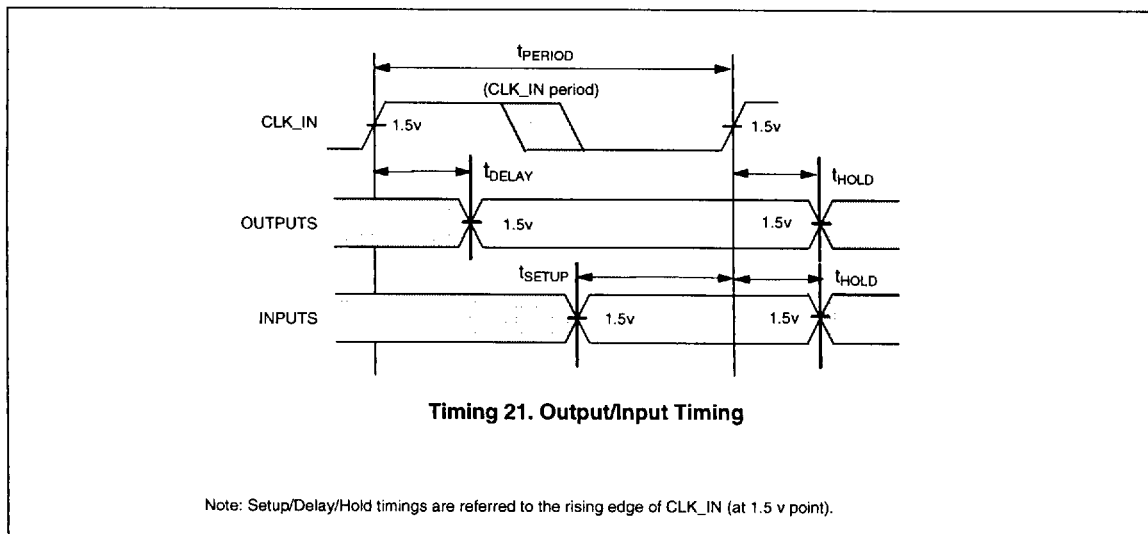 tPERIOD
(CLK_IN period)
CLK_IN
1.5v
1.5v
tDELAY
tHOLD
OUTPUTS
1.5v
1.5v
tSETUP
tHOLD
INPUTS
1.5v
1.5v
Timing 21. Output/Input Timing
Note: Setup/Delay/Hold timings are referred to the rising edge of CLK_IN (at 1.5 v point).